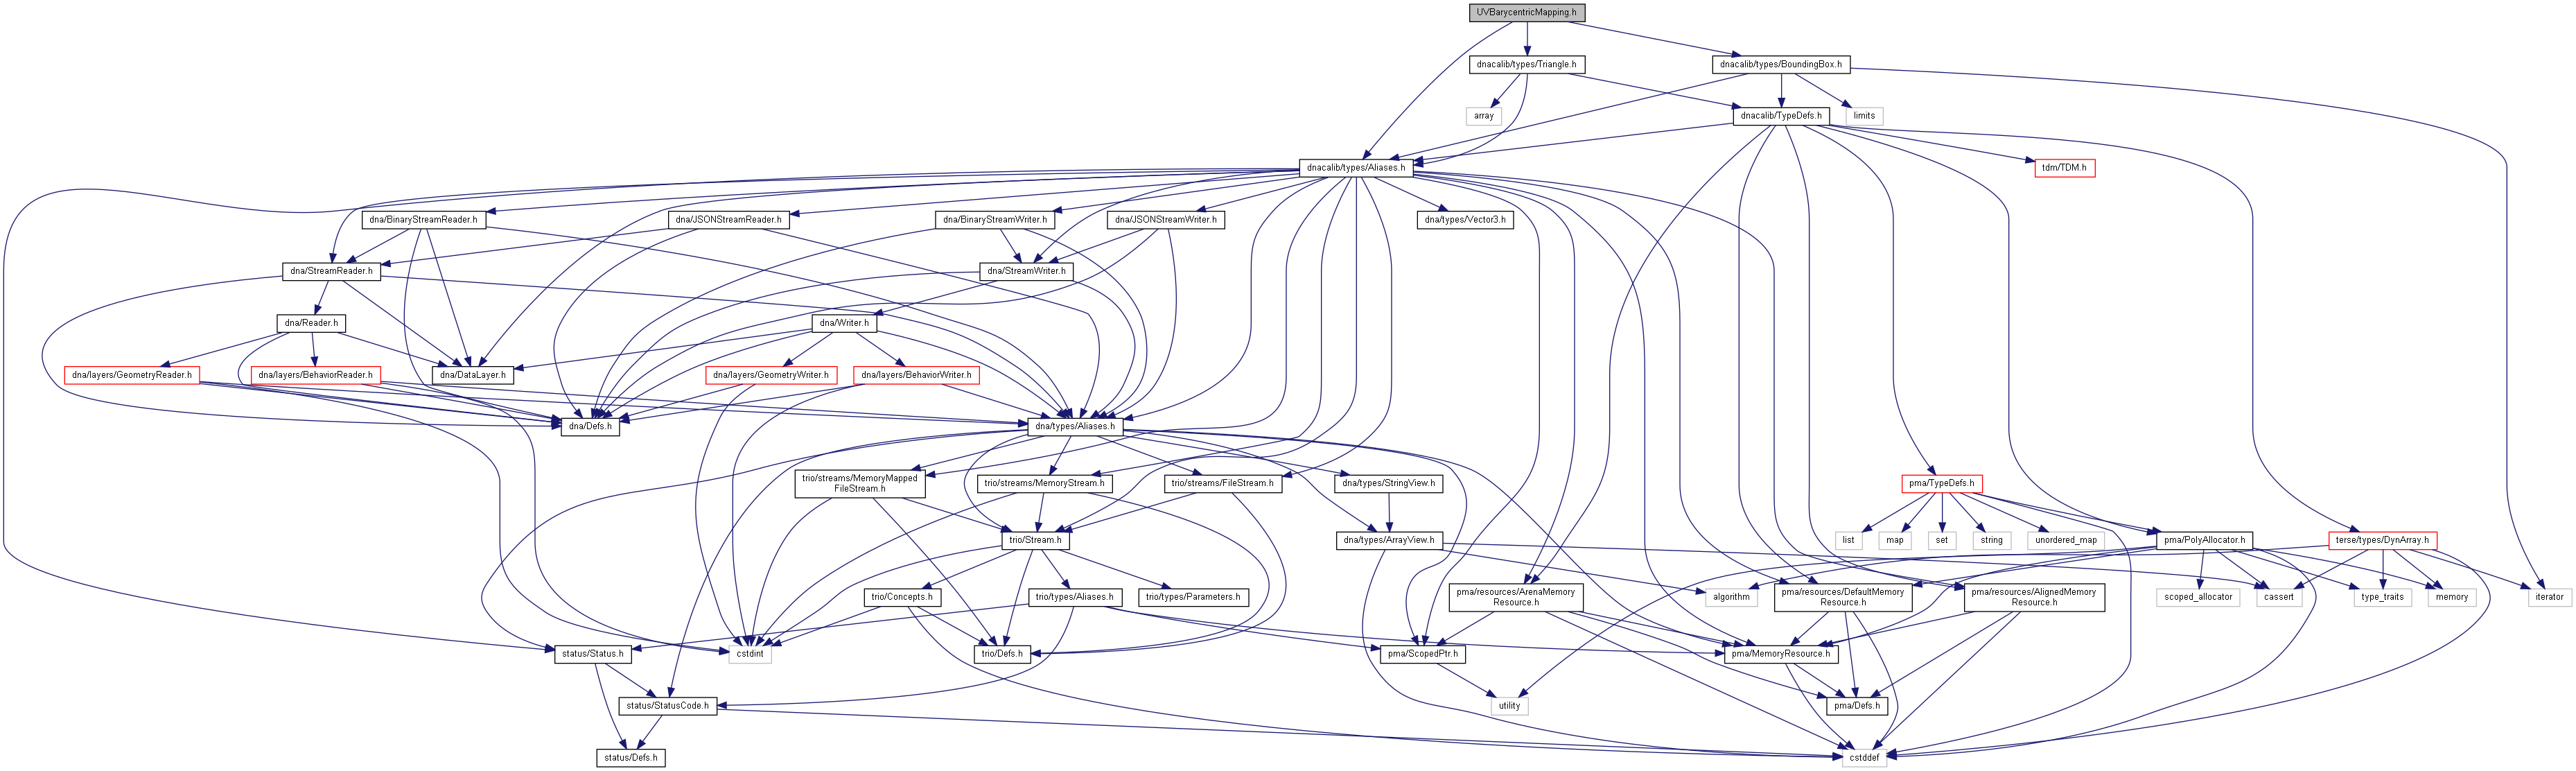 UVBarycentricMapping.h
dnacalib/types/Triangle.h
dnacalib/types/BoundingBox.h
array
dnacalib/TypeDefs.h
limits
dnacalib/types/Aliases.h
tdm/TDM.h
dna/BinaryStreamReader.h
dna/JSONStreamReader.h
dna/BinaryStreamWriter.h
dna/JSONStreamWriter.h
dna/types/Vector3.h
dna/StreamReader.h
dna/StreamWriter.h
dna/Reader.h
dna/Writer.h
dna/layers/GeometryReader.h
dna/layers/BehaviorReader.h
dna/DataLayer.h
dna/layers/GeometryWriter.h
dna/layers/BehaviorWriter.h
dna/Defs.h
dna/types/Aliases.h
trio/streams/MemoryMapped
FileStream.h
trio/streams/MemoryStream.h
trio/streams/FileStream.h
dna/types/StringView.h
pma/TypeDefs.h
trio/Stream.h
dna/types/ArrayView.h
list
map
set
string
unordered_map
pma/PolyAllocator.h
terse/types/DynArray.h
trio/Concepts.h
trio/types/Aliases.h
trio/types/Parameters.h
pma/resources/ArenaMemory
Resource.h
algorithm
pma/resources/DefaultMemory
Resource.h
pma/resources/AlignedMemory
Resource.h
scoped_allocator
cassert
type_traits
memory
iterator
status/Status.h
cstdint
trio/Defs.h
pma/ScopedPtr.h
pma/MemoryResource.h
status/StatusCode.h
utility
pma/Defs.h
status/Defs.h
cstddef